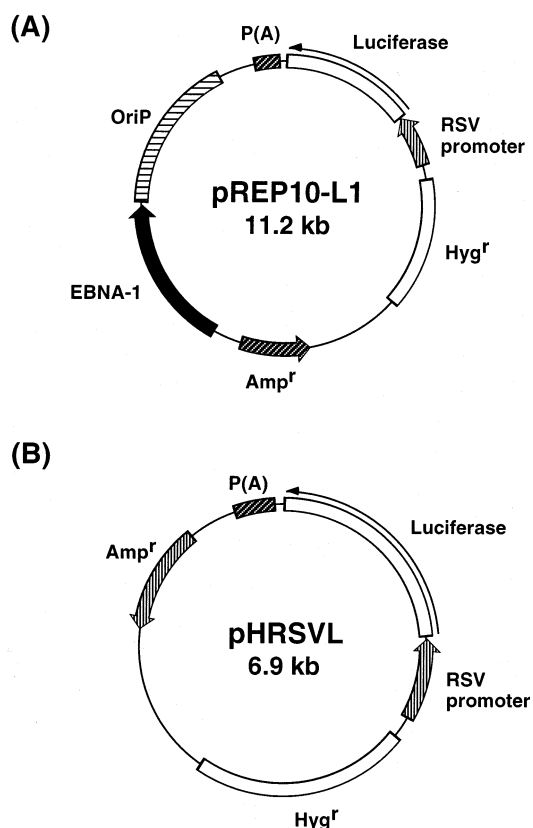 (A)
P(A)
Luciferase
OriP
RSV
promoter
pREP10-L1
11.2 kb
Hygr
EBNA-1
Ampr
(B)
P(A)
Luciferase
Ampr
pHRSVL
6.9 kb
RSV
promoter
Hygr